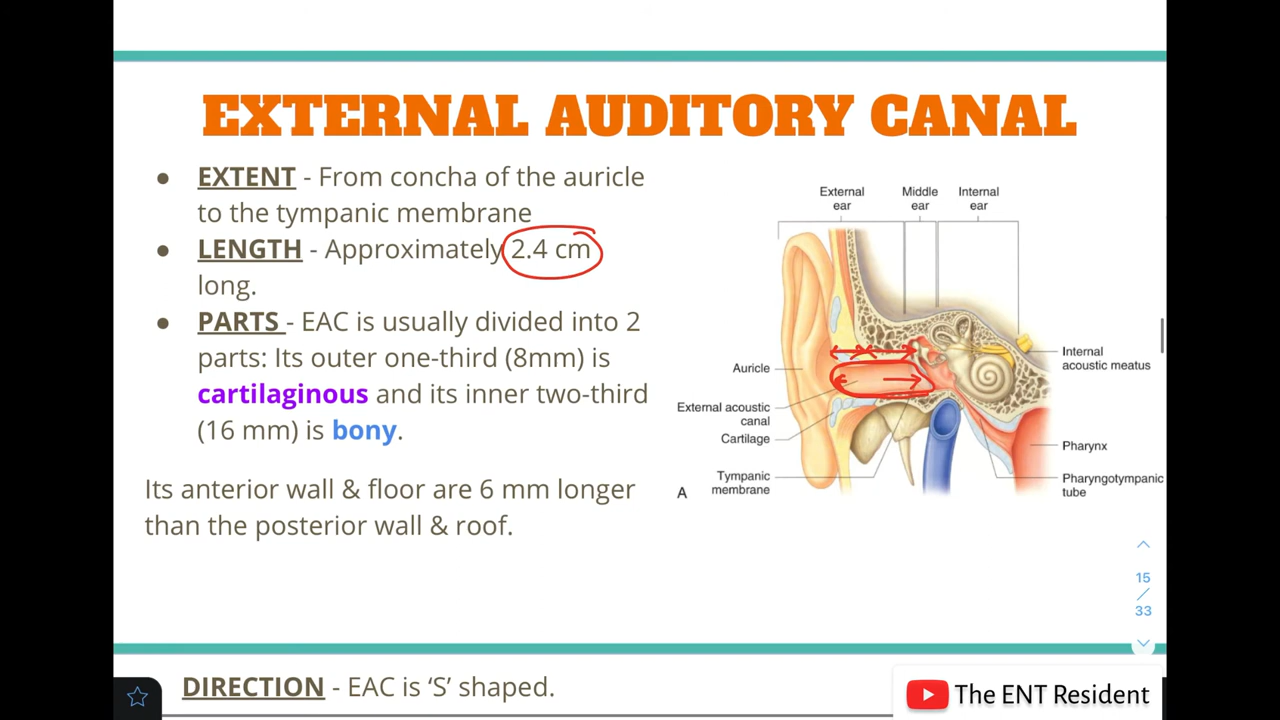 EXTERNAL AUDITORY CANAL
● EXTENT - From concha of the auricle
to the tympanic membrane
● LENGTH - Approximately 2.4 cm
long.
● PARTS - EAC is usually divided into 2
parts: Its outer one-third (8mm) is
cartilaginous and its inner two-third
(16 mm) is bony.
Its anterior wall & floor are 6 mm longer
than the posterior wall & roof.
External
ear
Middle
ear
Internal
ear
Auricle
External acoustic
canal
Cartilage
Tympanic
membrane
A
Internal
acoustic meatus
Pharynx
Pharyngotympanic
tube
15
/
33
DIRECTION - EAC is ‘S’ shaped.
The ENT Resident